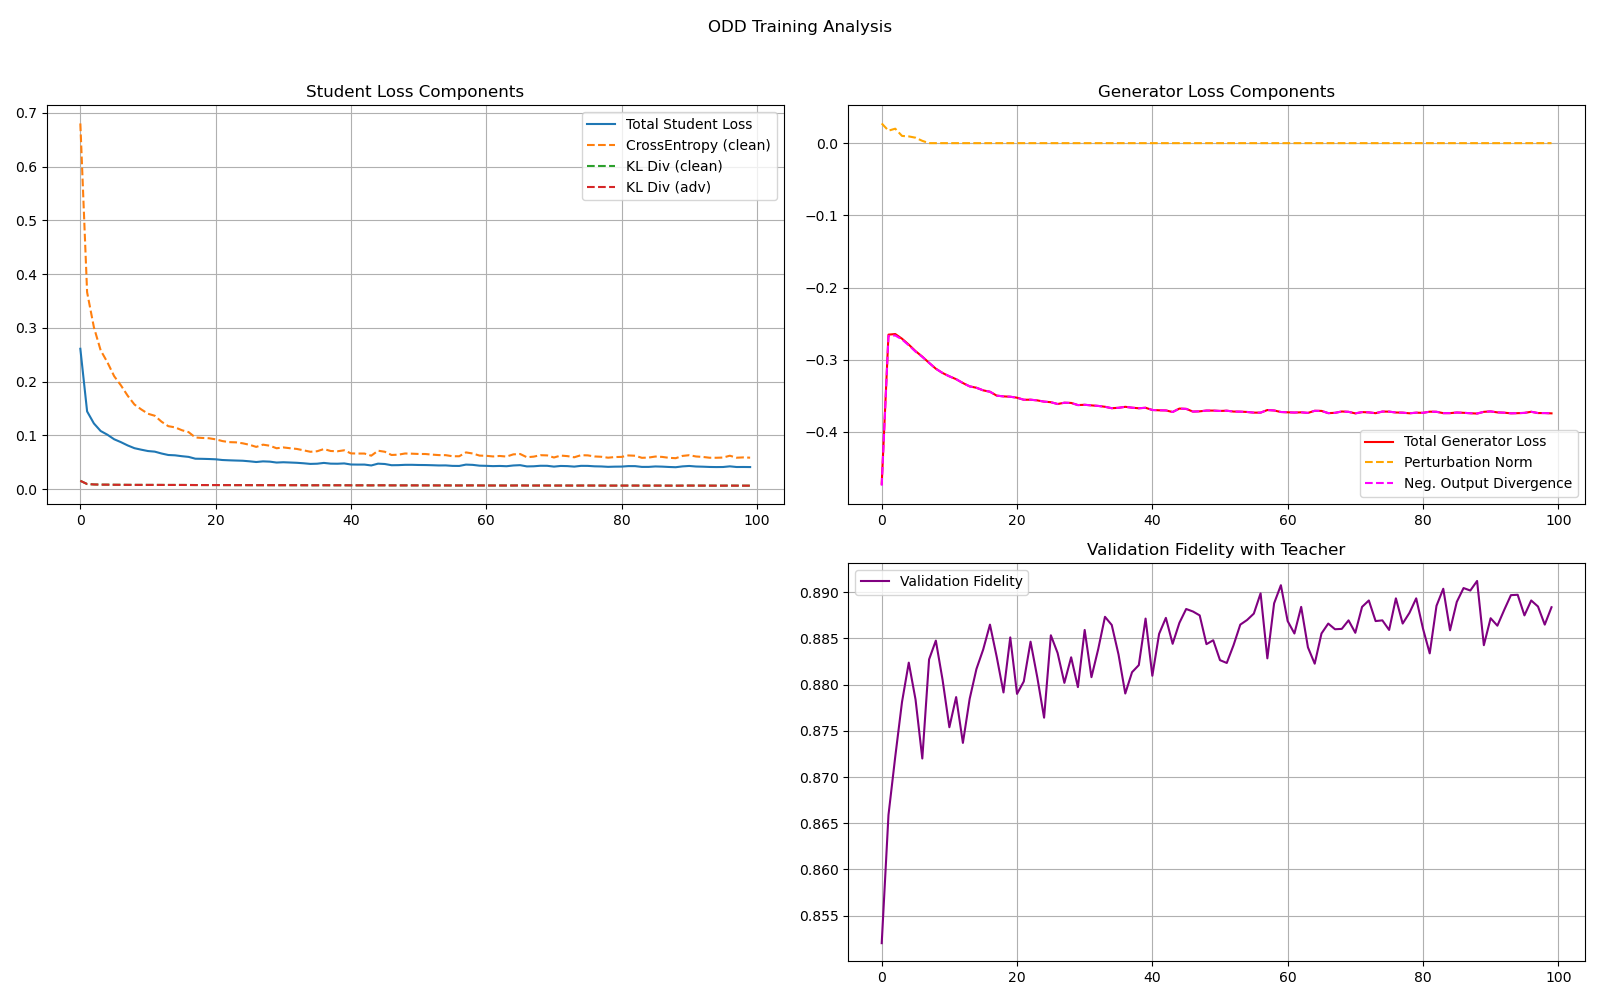 ODD Training Analysis
Student Loss Components
0.7
0.6
0.5
0.4
0.3
0.2
0.1
0.0
0 20 40 60 80 100
Total Student Loss
CrossEntropy (clean)
KL Div (clean)
KL Div (adv)
Generator Loss Components
0.0
−0.1
−0.2
−0.3
−0.4
0 20 40 60 80 100
Total Generator Loss
Perturbation Norm
Neg. Output Divergence
Validation Fidelity with Teacher
Validation Fidelity
0.890
0.885
0.880
0.875
0.870
0.865
0.860
0.855
0 20 40 60 80 100